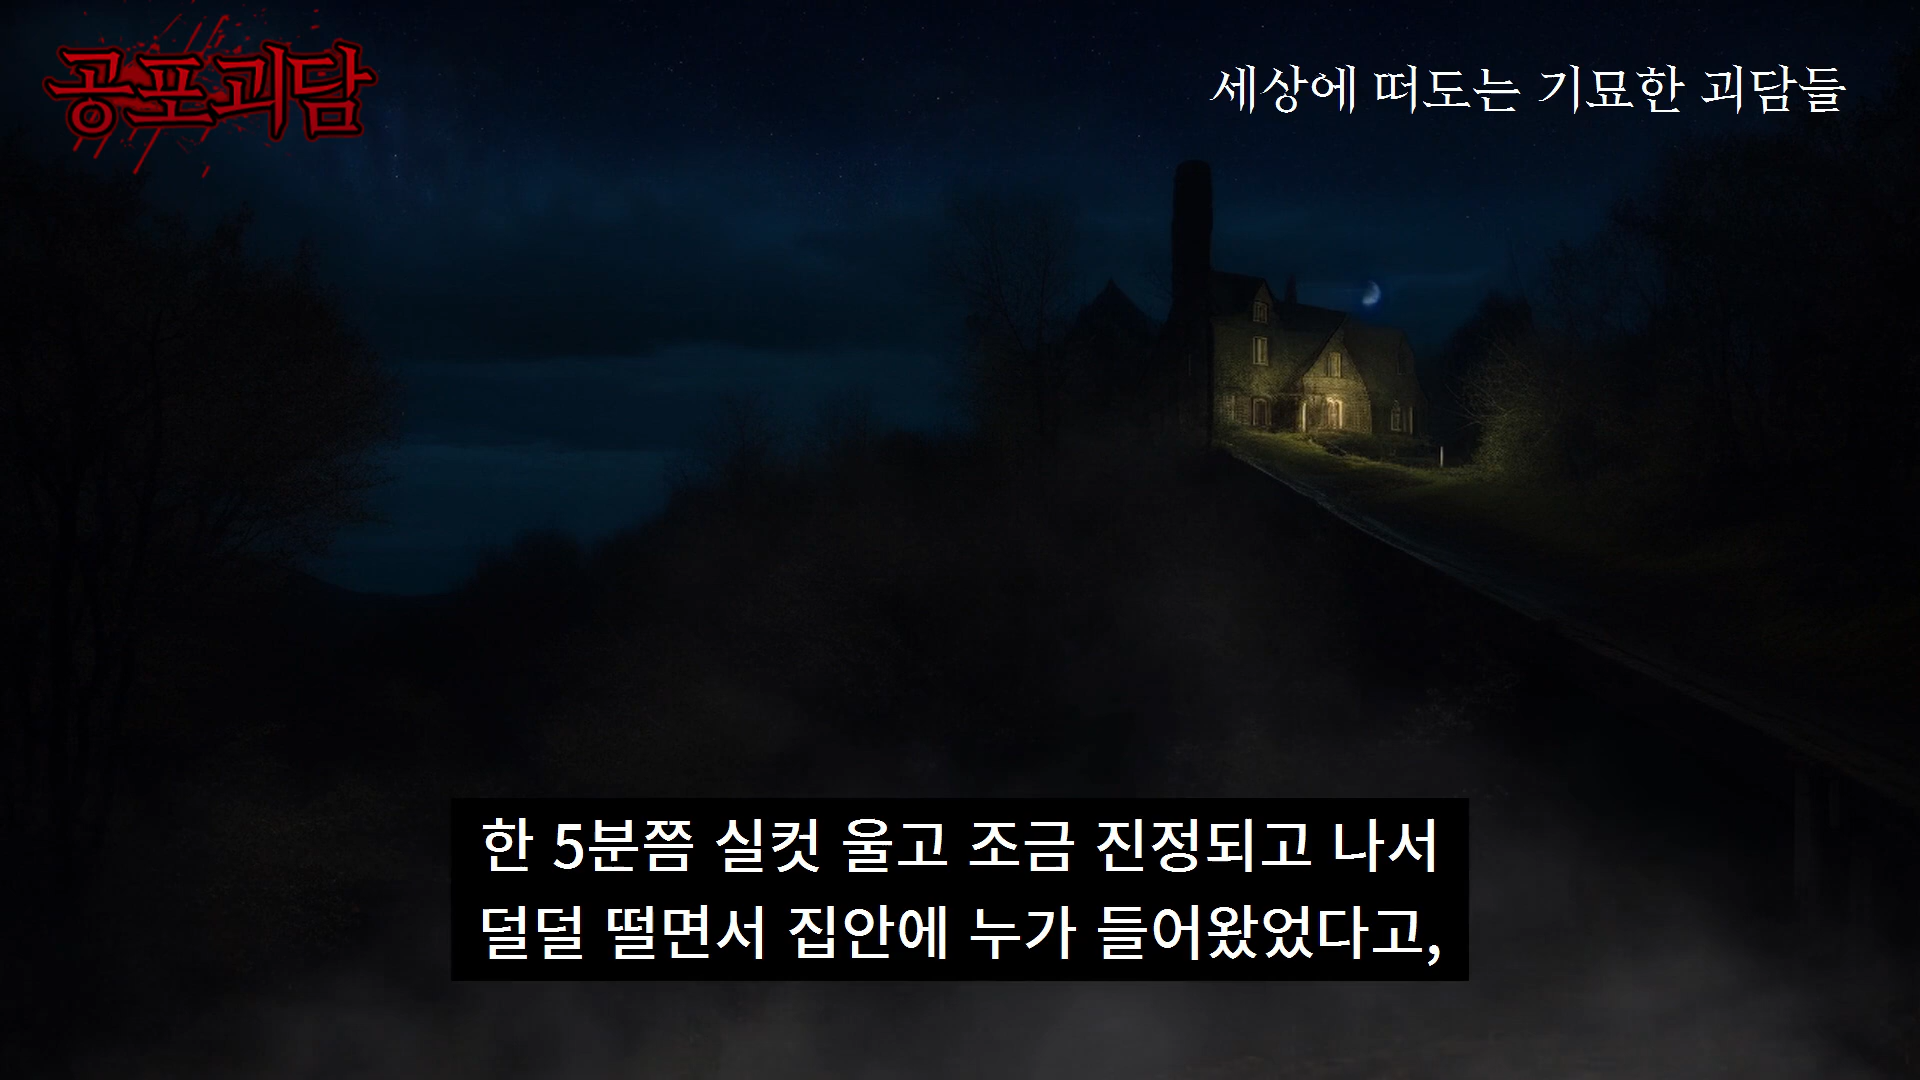 공포괴담
세상에 떠도는 기묘한 괴담들
한 5분쯤 실컷 울고 조금 진정되고 나서
덜덜 떨면서 집안에 누가 들어왔었다고,